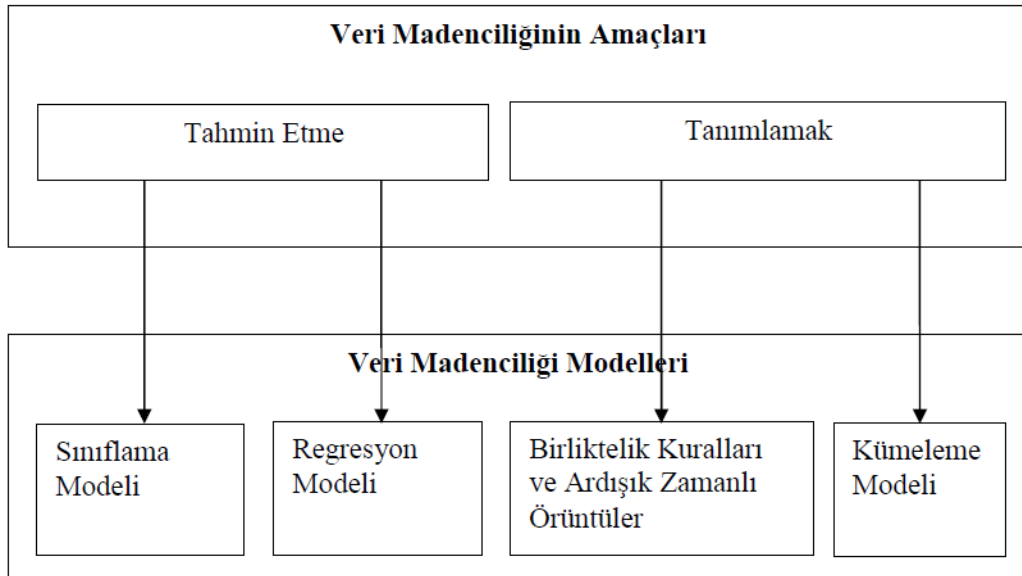 Veri Madenciliğinin Amaçları
Tahmin Etme
Tanımlamak
Veri Madenciliği Modelleri
Sınıflama
Modeli
Regresyon
Modeli
Birliktelik Kuralları
ve Ardışık Zamanlı
Örüntüler
Kümeleme
Modeli